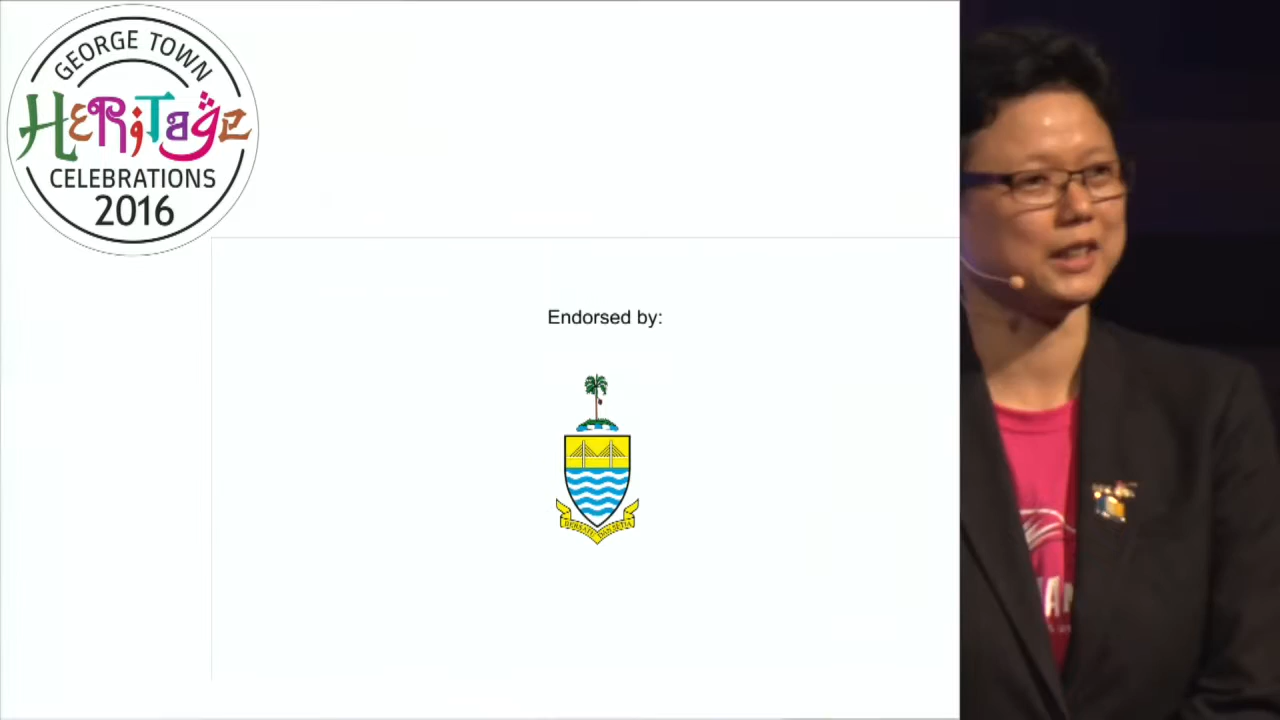 GEORGE TOWN
HERiTage
CELEBRATIONS
2016
Endorsed by: